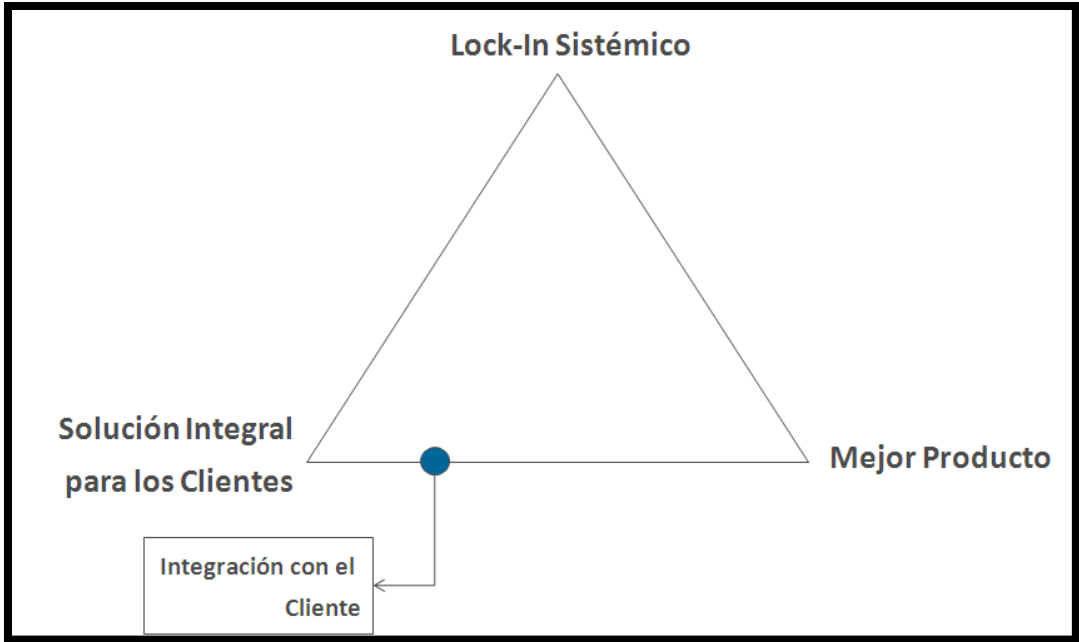 Lock-In Sistémico
Solución Integral
para los Clientes
Mejor Producto
Integración con el
Cliente